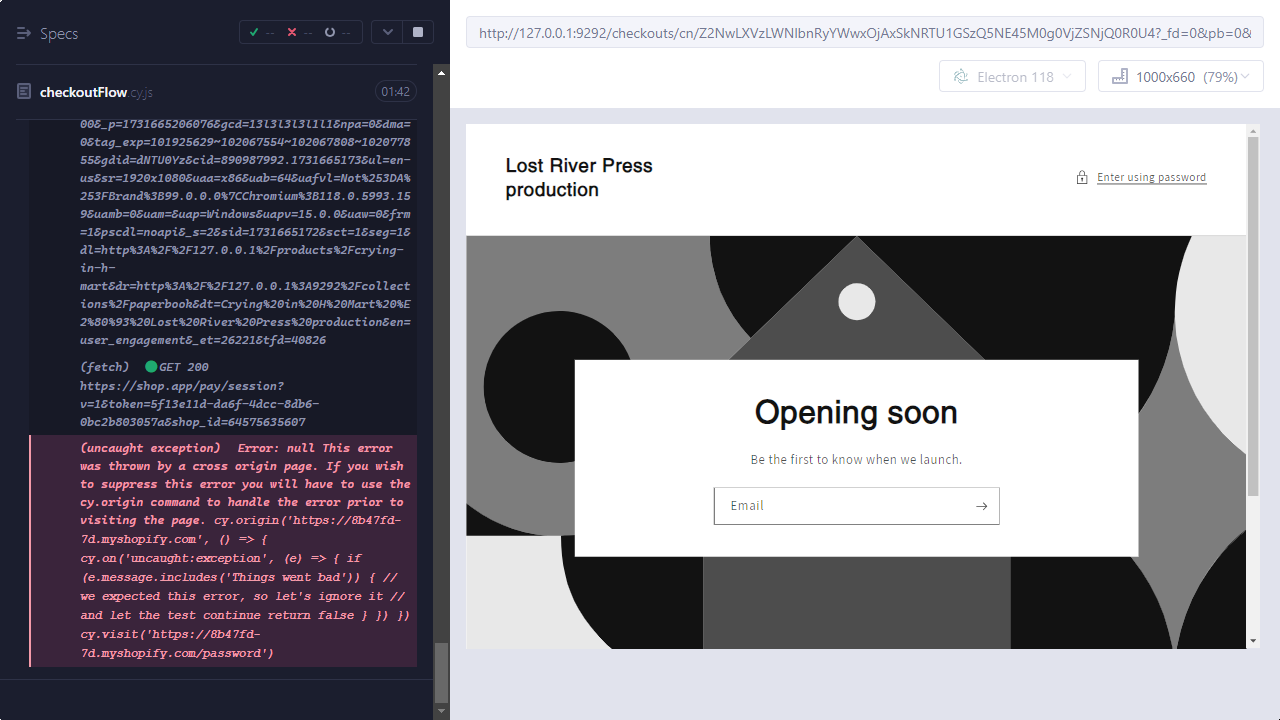 Specs
--
--
--
checkoutFlow.cy.js
01:42
00&_p=1731665206076&gcd=13l3l3l3l1l1&npa=0&dma=
0&tag_exp=101925629~102067554~102067808~1020778
55&gdid=dNTU0Yz&cid=890987992.1731665173&ul=en-
us&sr=1920x1080&uaa=x86&uab=64&uafvl=Not%253DA%
253FBrand%3B99.0.0.0%7CChromium%3B118.0.5993.15
9&uamb=0&uam=&uap=Windows&uapv=15.0.0&uaw=0&frm
=1&pscdl=noapi&_s=2&sid=1731665172&sct=1&seg=1&
dl=http%3A%2F%2F127.0.0.1%2Fproducts%2Fcrying-
in-h-
mart&dr=http%3A%2F%2F127.0.0.1%3A9292%2Fcollect
ions%2Fpaperbook&dt=Crying%20in%20H%20Mart%20%E
2%80%93%20Lost%20River%20Press%20production&en=
user_engagement&_et=26221&tfd=40826
(fetch) GET 200
https://shop.app/pay/session?
v=1&token=5f13e11d-da6f-4dcc-8db6-
0bc2b803057a&shop_id=64575635607
(uncaught exception) Error: null This error
was thrown by a cross origin page. If you wish
to suppress this error you will have to use the
cy.origin command to handle the error prior to
visiting the page. cy.origin('https://8b47fd-
7d.myshopify.com', () => {
cy.on('uncaught:exception', (e) => { if
(e.message.includes('Things went bad')) { //
we expected this error, so let's ignore it //
and let the test continue return false } }) })
cy.visit('https://8b47fd-
7d.myshopify.com/password')
http://127.0.0.1:9292/checkouts/cn/Z2NwLXVzLWNlbnRyYWwxOjAxSkNRTU1GSzQ5NE45M0g0VjZSNjQ0R0U4?_fd=0&pb=0&
Electron 118
1000x660 (79%)
Lost River Press
production
Enter using password
Opening soon
Be the first to know when we launch.
Email